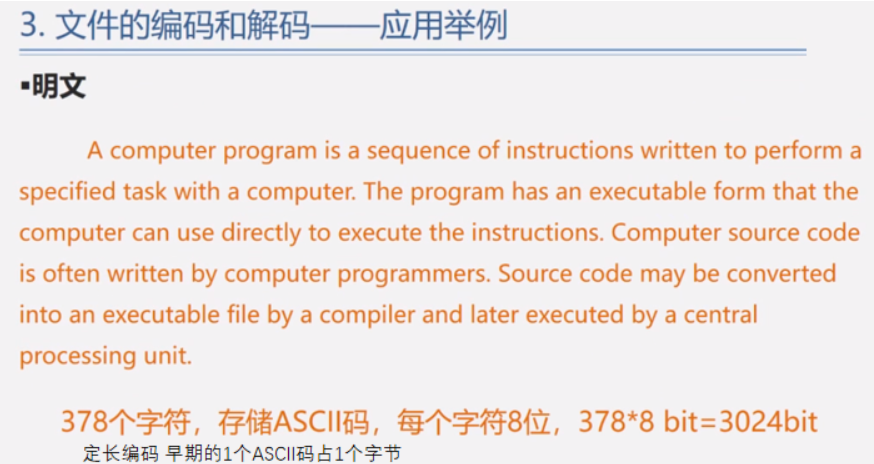 3. 文件的编码和解码——应用举例
▪明文
A computer program is a sequence of instructions written to perform a
specified task with a computer. The program has an executable form that the
computer can use directly to execute the instructions. Computer source code
is often written by computer programmers. Source code may be converted
into an executable file by a compiler and later executed by a central
processing unit.
378个字符，存储ASCII码，每个字符8位，378*8 bit=3024bit
定长编码 早期的1个ASCII码占1个字节